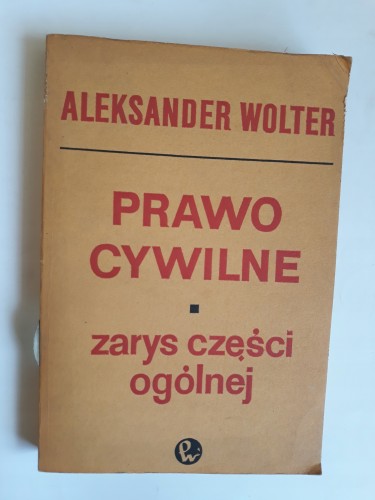 ALEKSANDER WOLTER
PRAWO
CYWILNE
zarys części
ogólnej